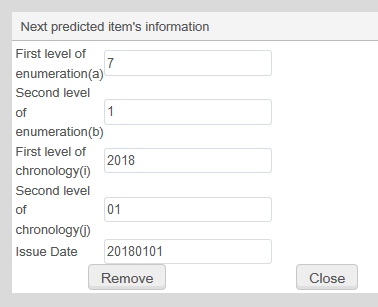 Next predicted item's information
First level of
enumeration(a) 7
Second level
of
enumeration(b) 1
First level of
chronology(i) 2018
Second level
of
chronology(j) 01
Issue Date 20180101
Remove Close